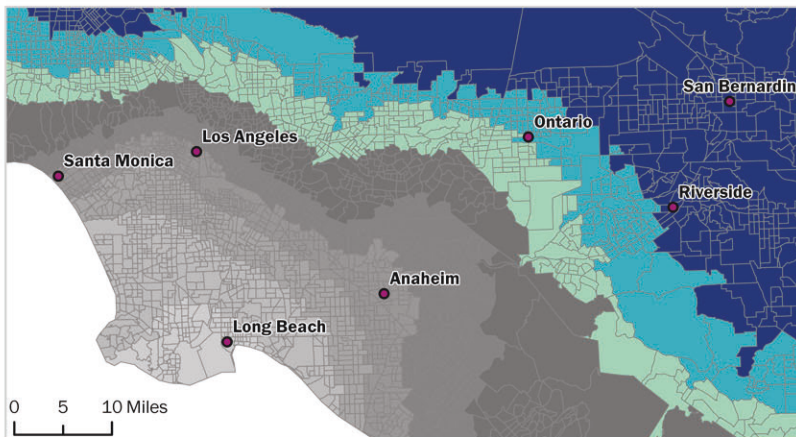 San Bernardin
Ontario
Los Angeles
Santa Monica
Riverside
Anaheim
Long Beach
0 5 10 Miles